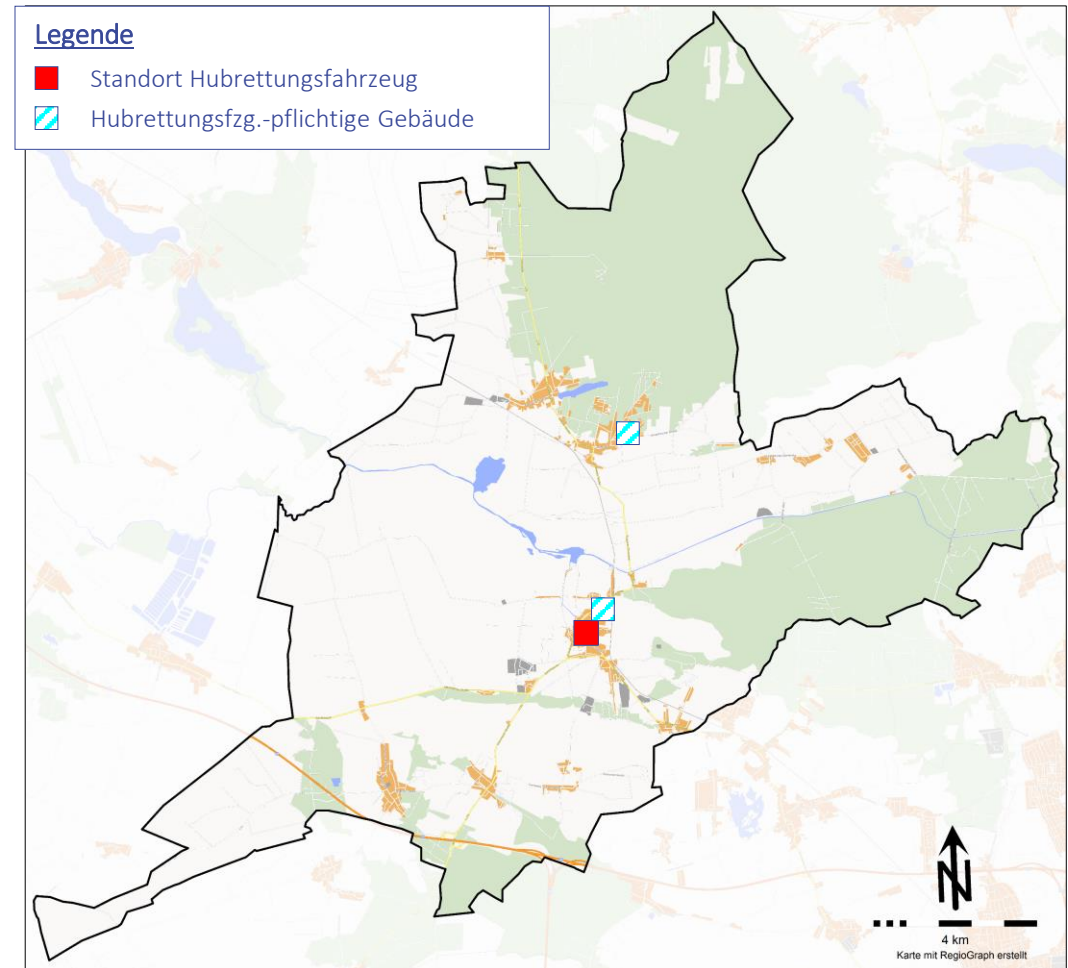 Legende
Standort Hubrettungsfahrzeug
Hubrettungsfzg.-pflichtige Gebäude
N
4 km
Karte mit RegioGraph erstellt